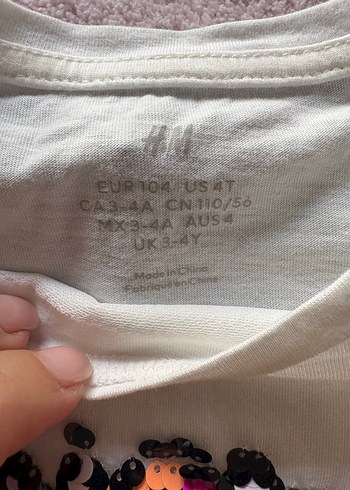 H&M
EUR 104 US 4T
CA 3-4A CN 110/56
MX 3-4A AUS 4
UK 3-4Y
Made in China
Fabriqué en Chine